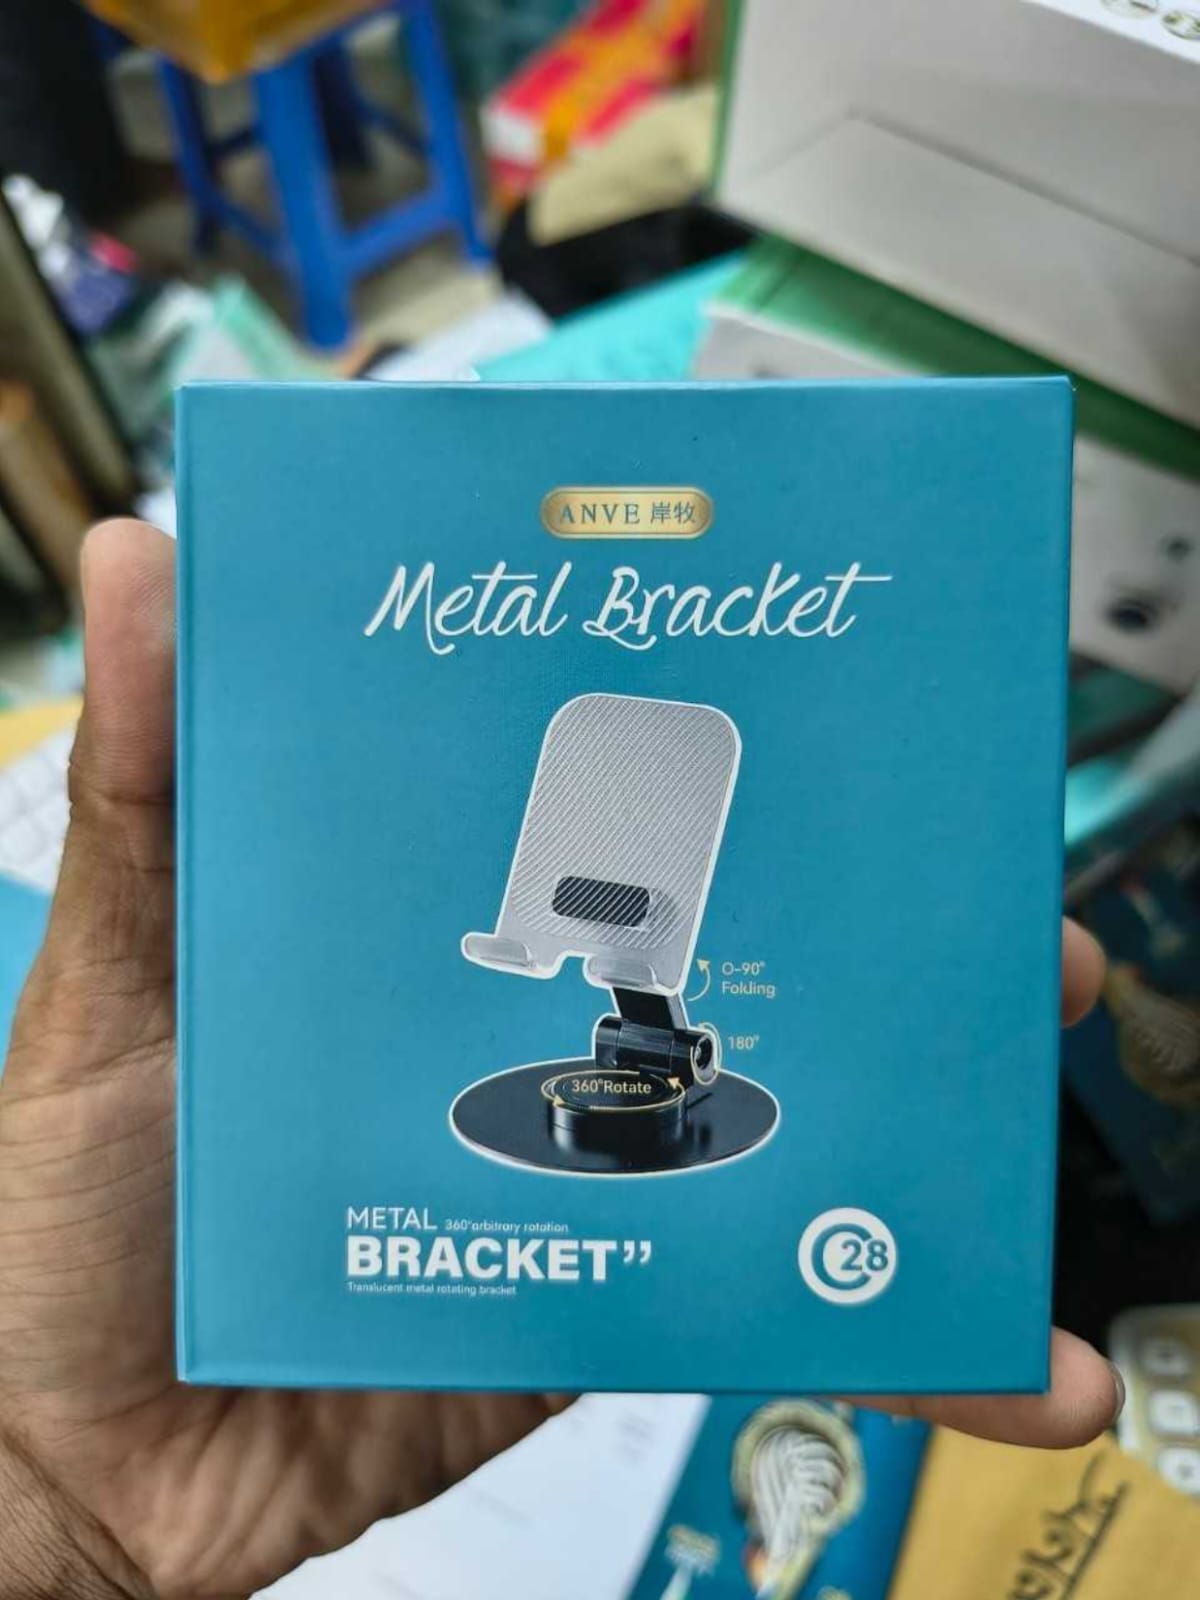 ANVE 岸牧
Metal Bracket
O-90°
Folding
180°
360°Rotate
METAL 360°arbitrary rotation
BRACKET”
Translucent metal rotating bracket
C28